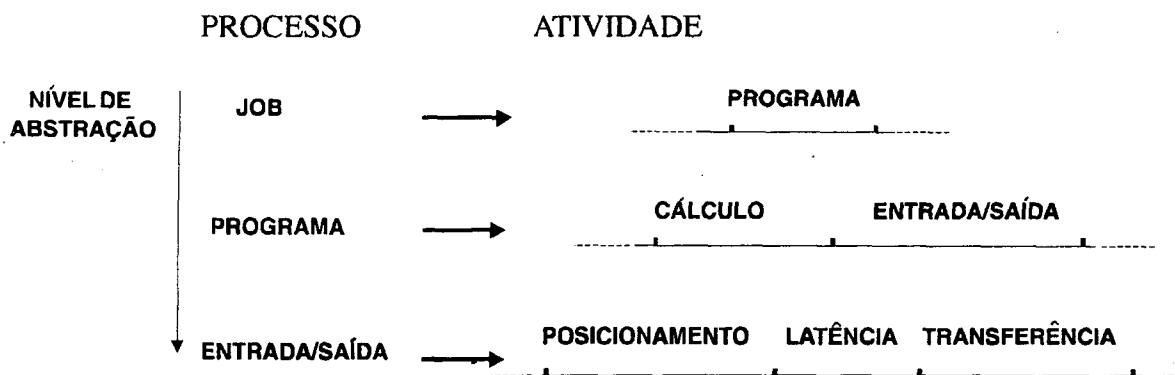 PROCESSO ATIVIDADE
NÍVEL DE
ABSTRAÇÃO
JOB
PROGRAMA
PROGRAMA
CÁLCULO
ENTRADA/SAÍDA
ENTRADA/SAÍDA
POSICIONAMENTO LATÊNCIA TRANSFERÊNCIA